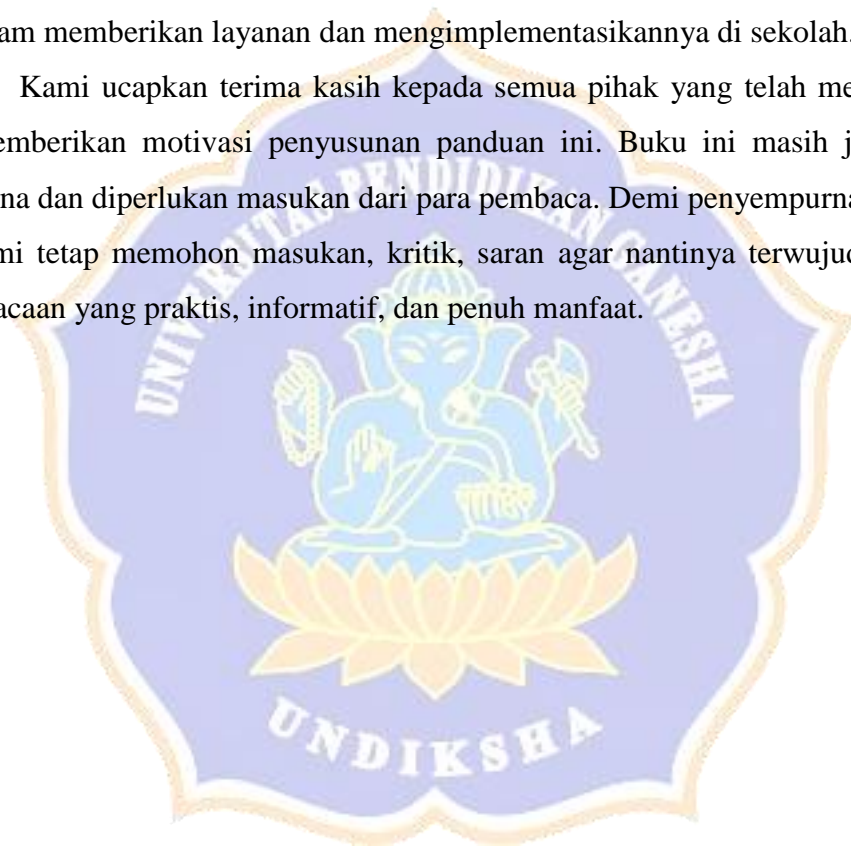 am memberikan layanan dan mengimplementasikannya di sekolah.
Kami ucapkan terima kasih kepada semua pihak yang telah me
emberikan motivasi penyusunan panduan ini. Buku ini masih j
na dan diperlukan masukan dari para pembaca. Demi penyempurna
mi tetap memohon masukan, kritik, saran agar nantinya terwujud
acaan yang praktis, informatif, dan penuh manfaat.
UNIVERSITAS PENDIDIKAN GANESHA
UNDIKSHA